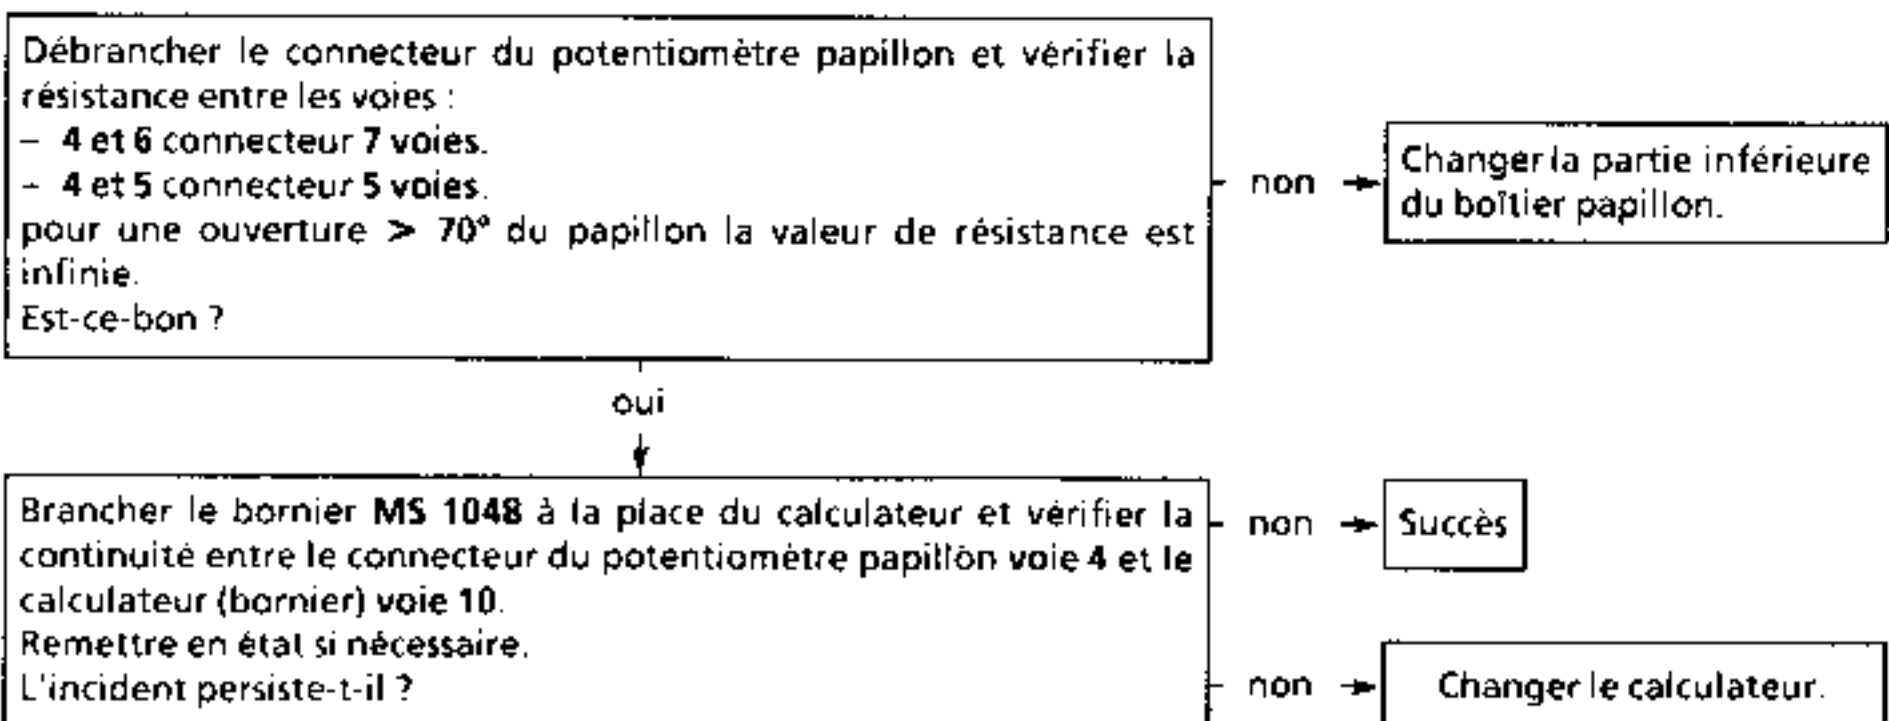 Débrancher le connecteur du potentiomètre papillon et vérifier la
résistance entre les voies :
– 4 et 6 connecteur 7 voies.
– 4 et 5 connecteur 5 voies.
pour une ouverture > 70° du papillon la valeur de résistance est
infinie.
Est-ce-bon ?
non
Changer la partie inférieure
du boîtier papillon.
oui
Brancher le bornier MS 1048 à la place du calculateur et vérifier la
continuité entre le connecteur du potentiomètre papillon voie 4 et le
calculateur (bornier) voie 10.
Remettre en état si nécessaire.
L'incident persiste-t-il ?
non
Succès
non
Changer le calculateur.